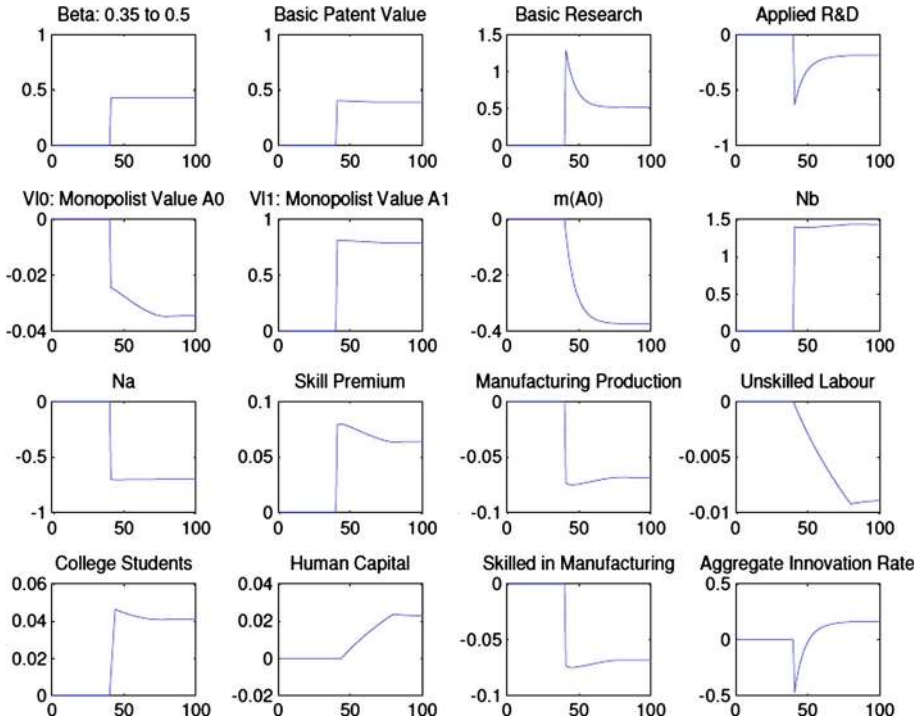 Beta: 0.35 to 0.5 Basic Patent Value Basic Research Applied R&D
1 1 1.5 0
0.5 0.5 1 -0.5
0.5
0 0 0 -1
0 50 100 0 50 100 0 50 100 0 50 100
Vl0: Monopolist Value A0 Vl1: Monopolist Value A1 m(A0) Nb
0 1 0 1.5
-0.02 0.5 -0.2 1
0.5
-0.04 0 -0.4 0
0 50 100 0 50 100 0 50 100 0 50 100
Na Skill Premium Manufacturing Production Unskilled Labour
0 0.1 0 0
-0.5 0.05 -0.05 -0.005
-1 0 -0.1 -0.01
0 50 100 0 50 100 0 50 100 0 50 100
College Students Human Capital Skilled in Manufacturing Aggregate Innovation Rate
0.06 0.04 0 0.5
0.04 0.02 -0.05 0
0.02 0
0 -0.02 -0.1 -0.5
0 50 100 0 50 100 0 50 100 0 50 100